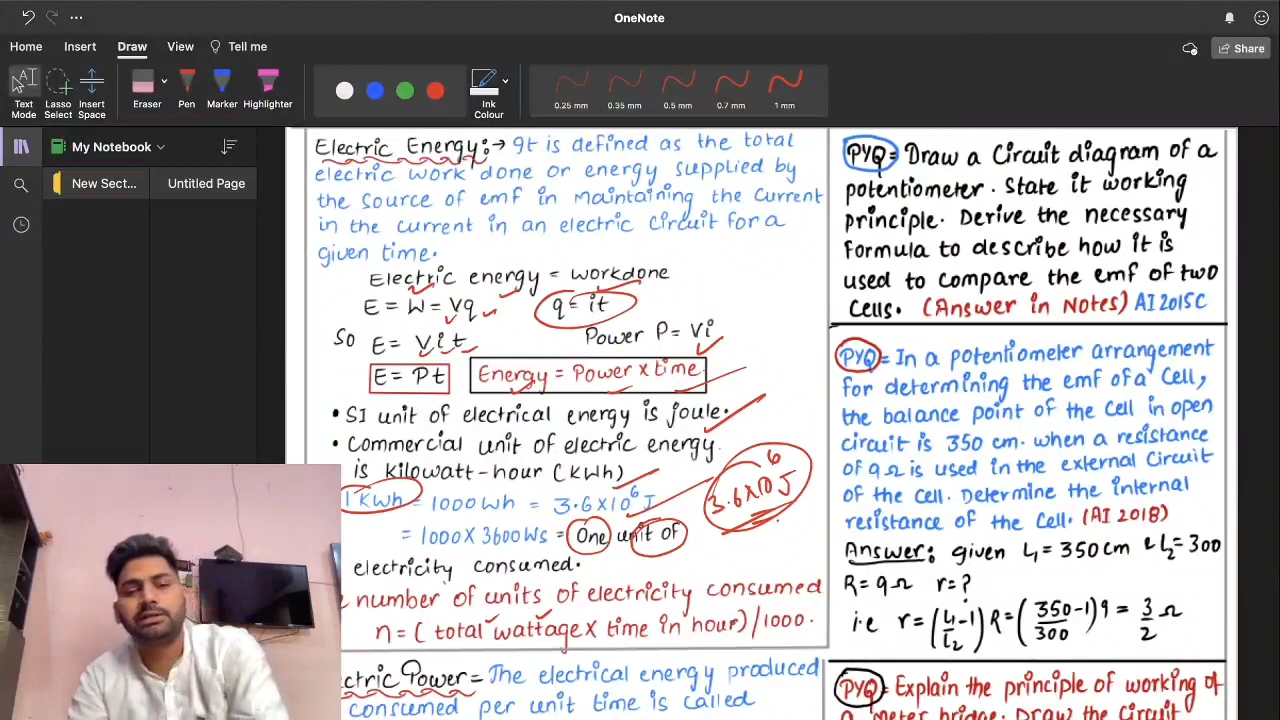 OneNote
Home Insert Draw View Tell me
Share
Text Mode
Lasso Select
Insert Space
Eraser
Pen
Marker
Highlighter
Ink Colour
0.25 mm 0.35 mm 0.5 mm 0.7 mm 1 mm
My Notebook
New Sect... Untitled Page
Electric Energy:→ It is defined as the total
electric work done or energy supplied by
the source of emf in maintaining the current
in the current in an electric circuit for a
given time.
Electric energy = workdone
E = W = Vq q = it
So E = Vit Power P = Vi
E = Pt Energy = Power × time
• SI unit of electrical energy is joule.
• Commercial unit of electric energy
is kilowatt-hour (kWh)
1 KWh = 1000 Wh = 3.6 × 10⁶ J
3.6×10⁶ J
= 1000 × 3600 Ws = One unit of
electricity consumed.
number of units of electricity consumed
n = (total wattage × time in hour)/1000.
Electric Power = The electrical energy produced
consumed per unit time is called
PYQ = Draw a Circuit diagram of a
potentiometer. State it working
principle. Derive the necessary
formula to describe how it is
used to compare the emf of two
Cells. (Answer in Notes) AI 2015C
PYQ = In a potentiometer arrangement
for determining the emf of a Cell,
the balance point of the Cell in open
circuit is 350 cm. when a resistance
of 9Ω is used in the external Circuit
of the cell. Determine the internal
resistance of the Cell. (AI 2018)
Answer: given L₁ = 350 cm & L₂ = 300
R = 9Ω r = ?
i.e r = (L₁/L₂ - 1) R = (350/300 - 1) 9 = 3/2 Ω
PYQ = Explain the principle of working of
a meter bridge. Draw the circuit